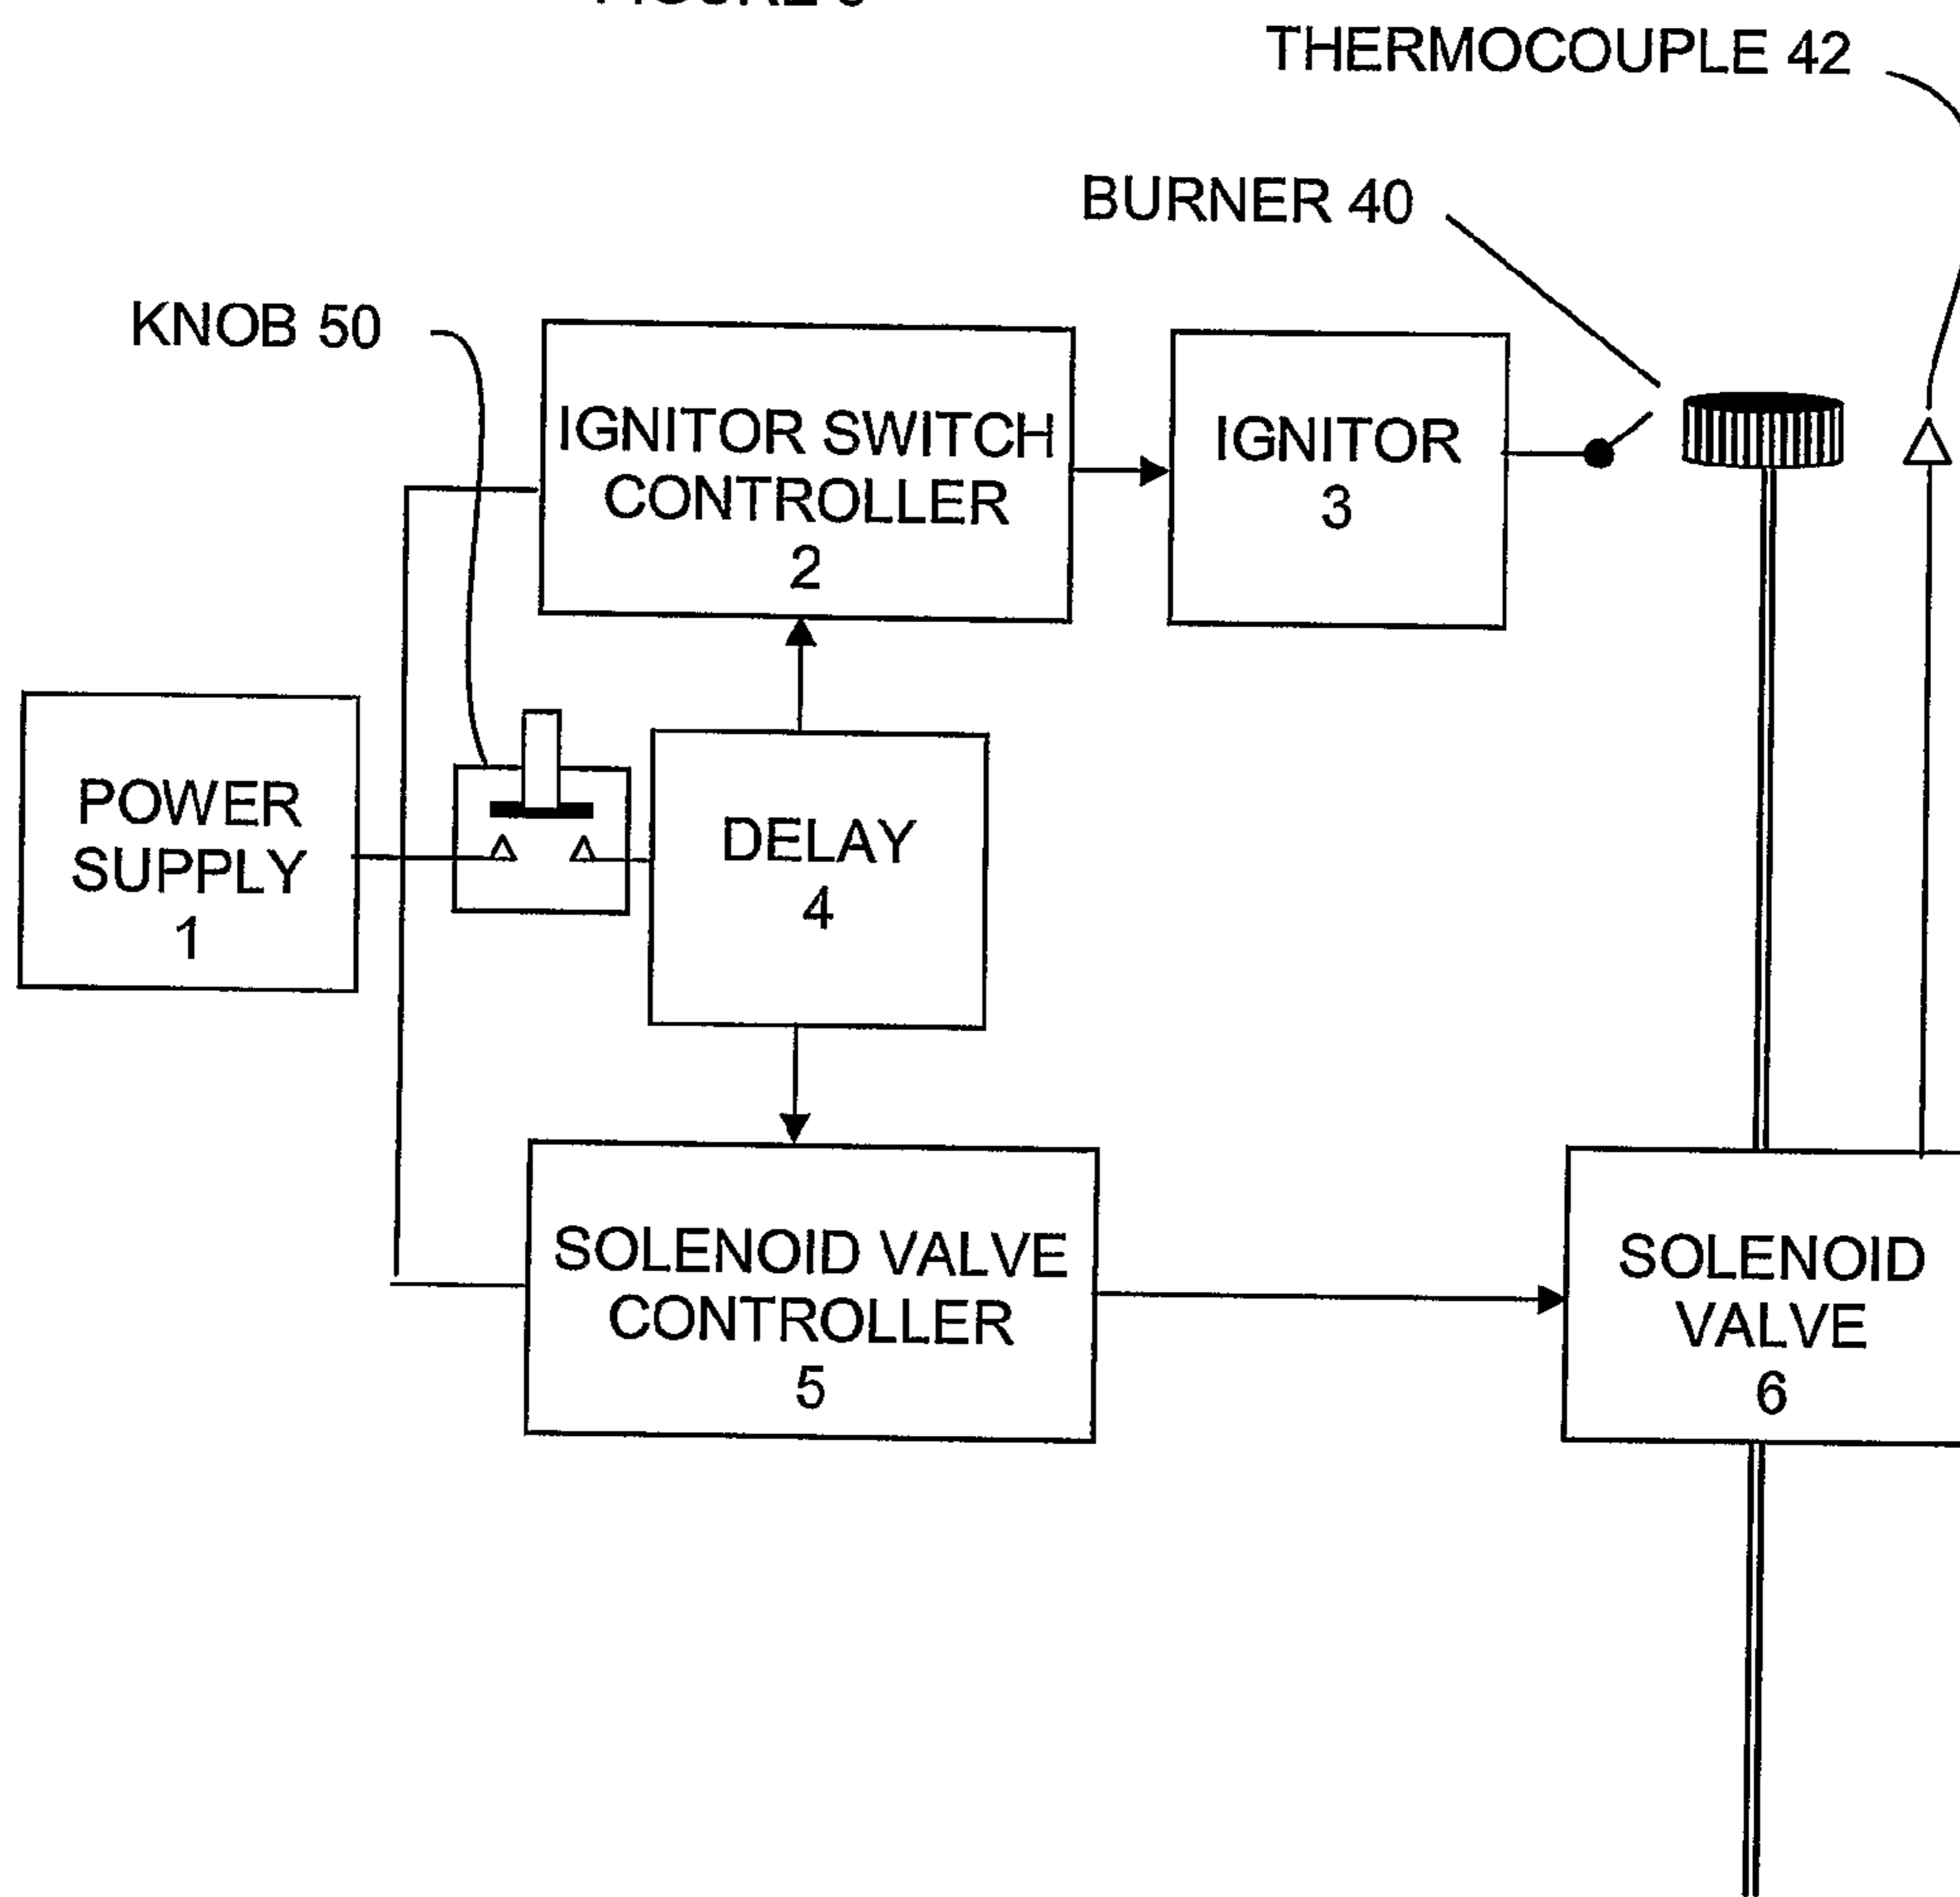 THERMOCOUPLE 42
BURNER 40
KNOB 50
IGNITOR SWITCH
CONTROLLER
2
IGNITOR
3
POWER
SUPPLY
1
DELAY
4
SOLENOID VALVE
CONTROLLER
5
SOLENOID
VALVE
6